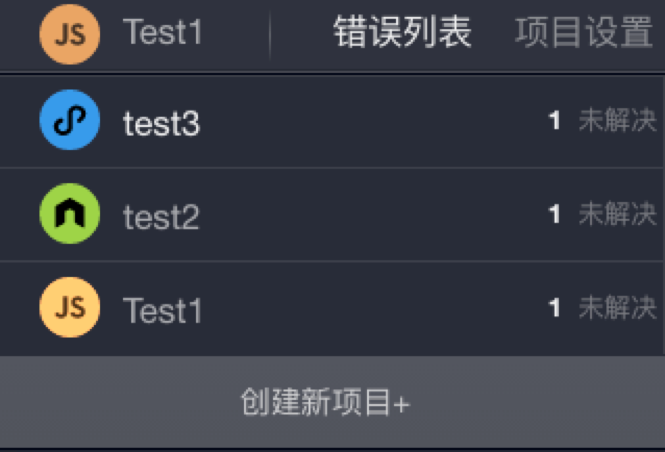 JS Test1 错误列表 项目设置
test3 1 未解决
test2 1 未解决
JS Test1 1 未解决
创建新项目+